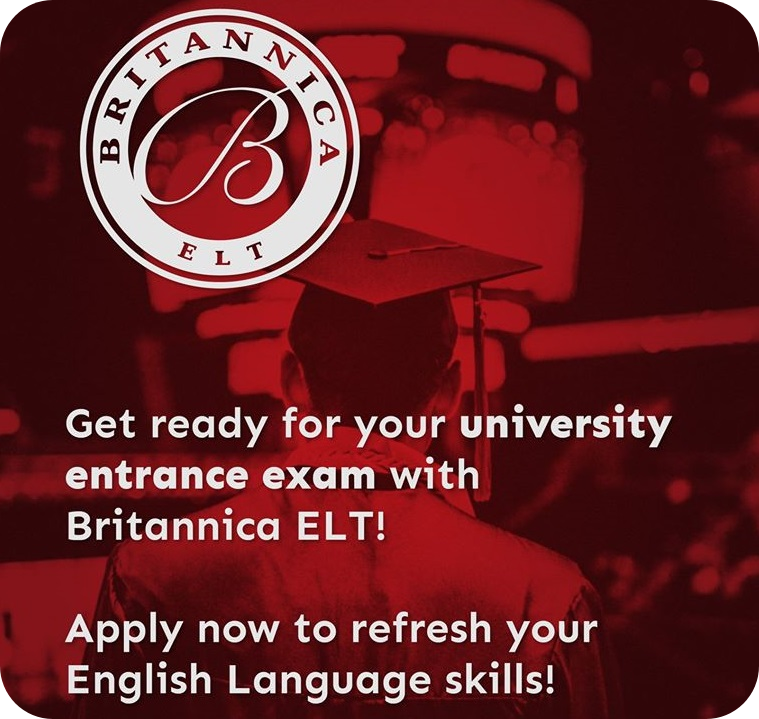 BRITANNICA
B
ELT
Get ready for your university
entrance exam with
Britannica ELT!
Apply now to refresh your
English Language skills!